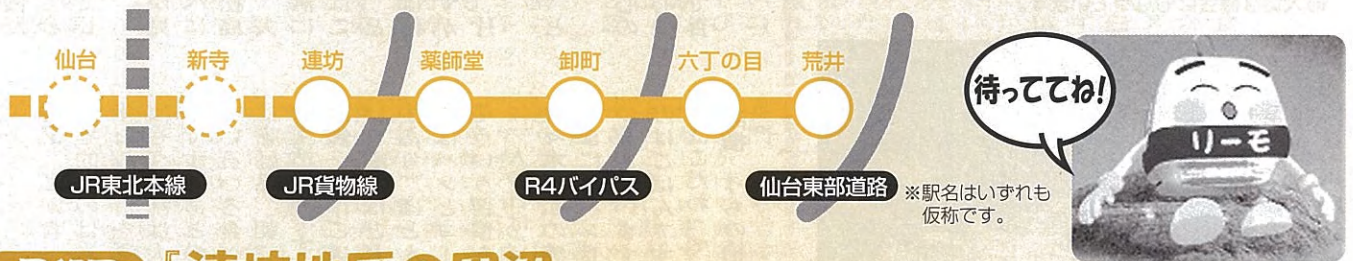 仙台
新寺
連坊
薬師堂
卸町
六丁の目
荒井
待っててね!
リーモ
JR東北本線
JR貨物線
R4バイパス
仙台東部道路
※駅名はいずれも
仮称です。